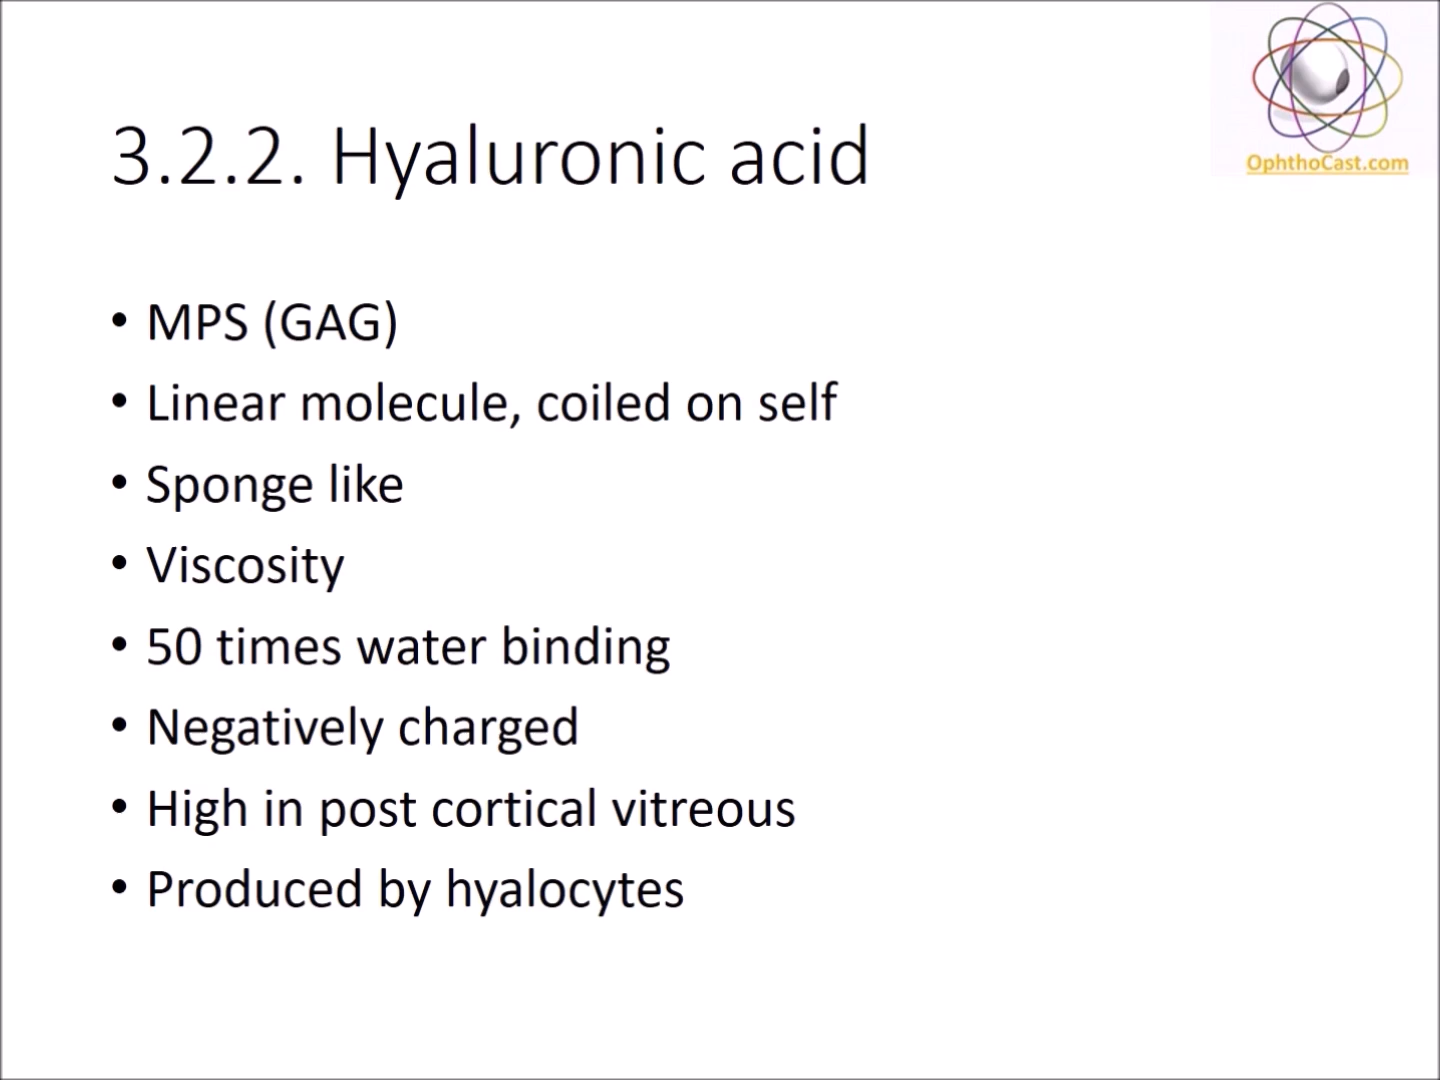 OphthoCast.com
3.2.2. Hyaluronic acid
• MPS (GAG)
• Linear molecule, coiled on self
• Sponge like
• Viscosity
• 50 times water binding
• Negatively charged
• High in post cortical vitreous
• Produced by hyalocytes